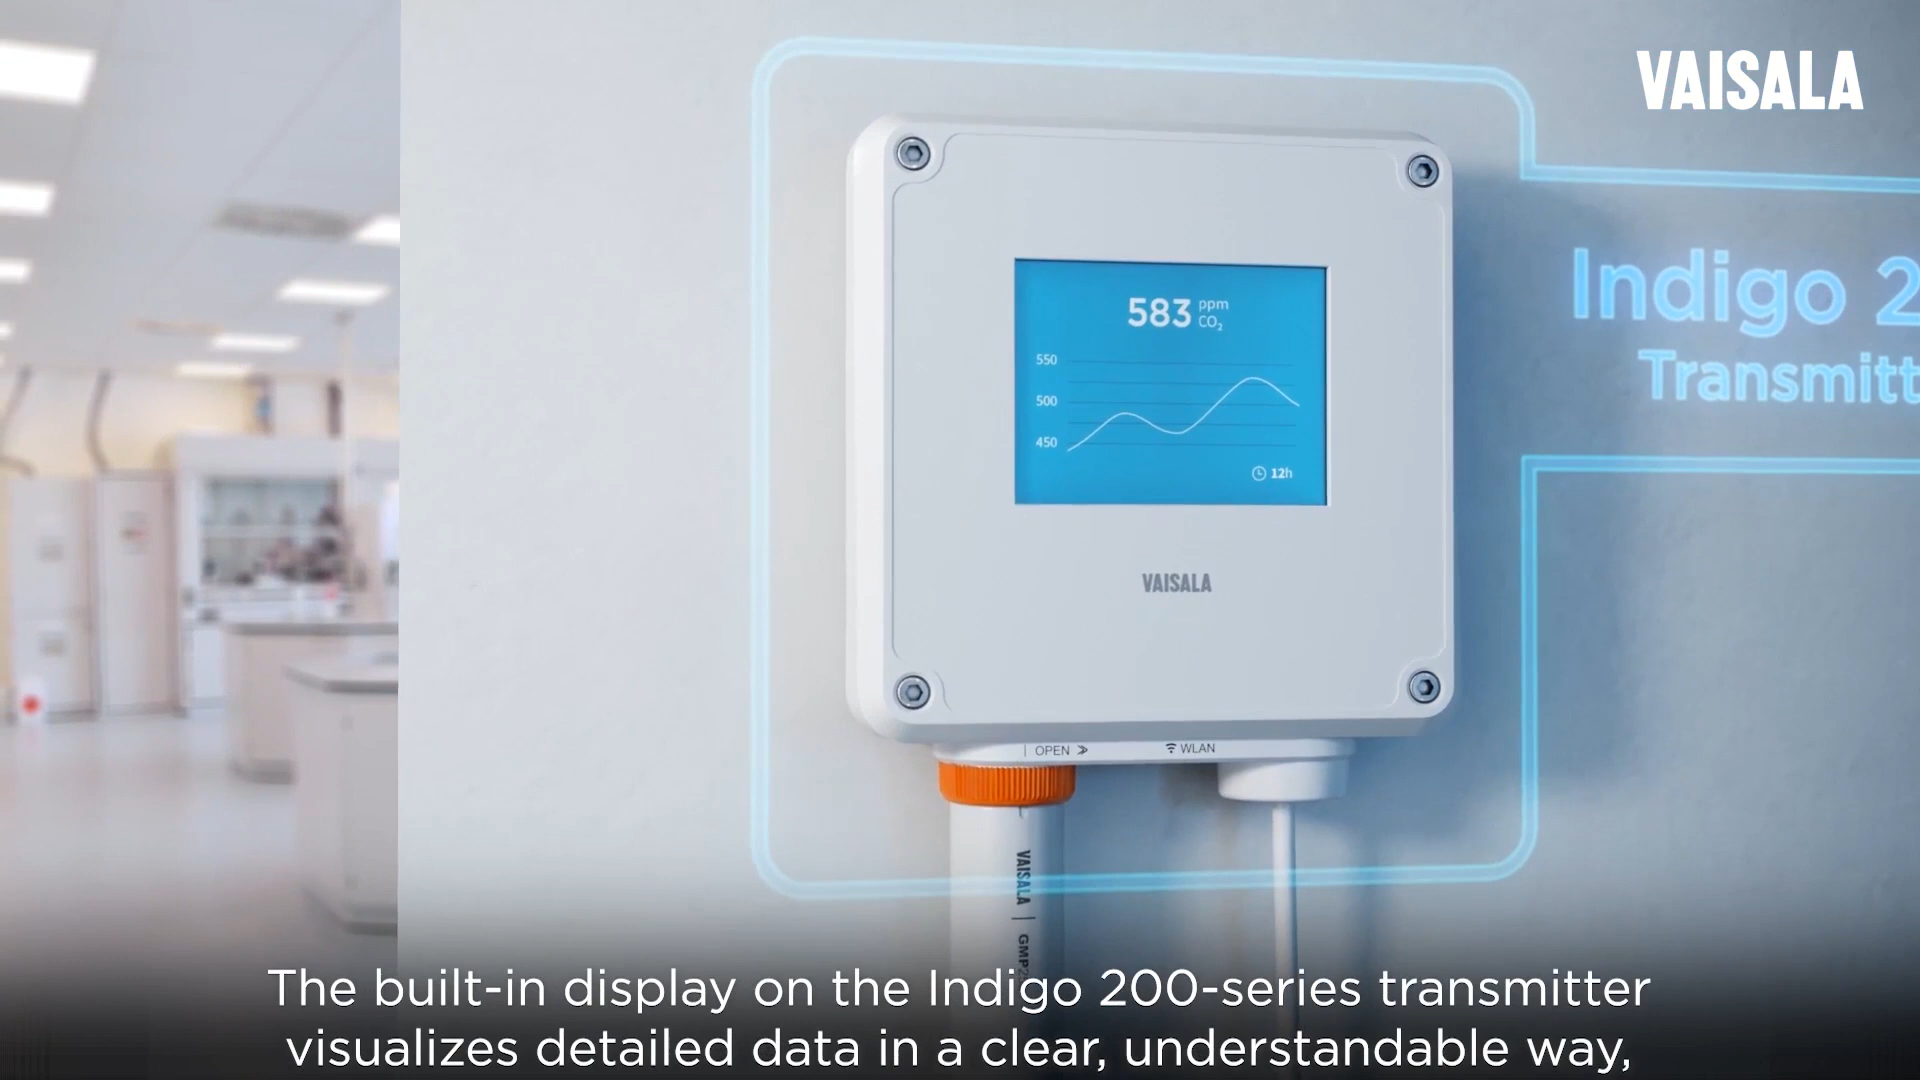 VAISALA
Indigo 2
Transmitt
583 ppm
CO₂
550
500
450
12h
VAISALA
OPEN
WLAN
VAISALA | GMP2
The built-in display on the Indigo 200-series transmitter
visualizes detailed data in a clear, understandable way,